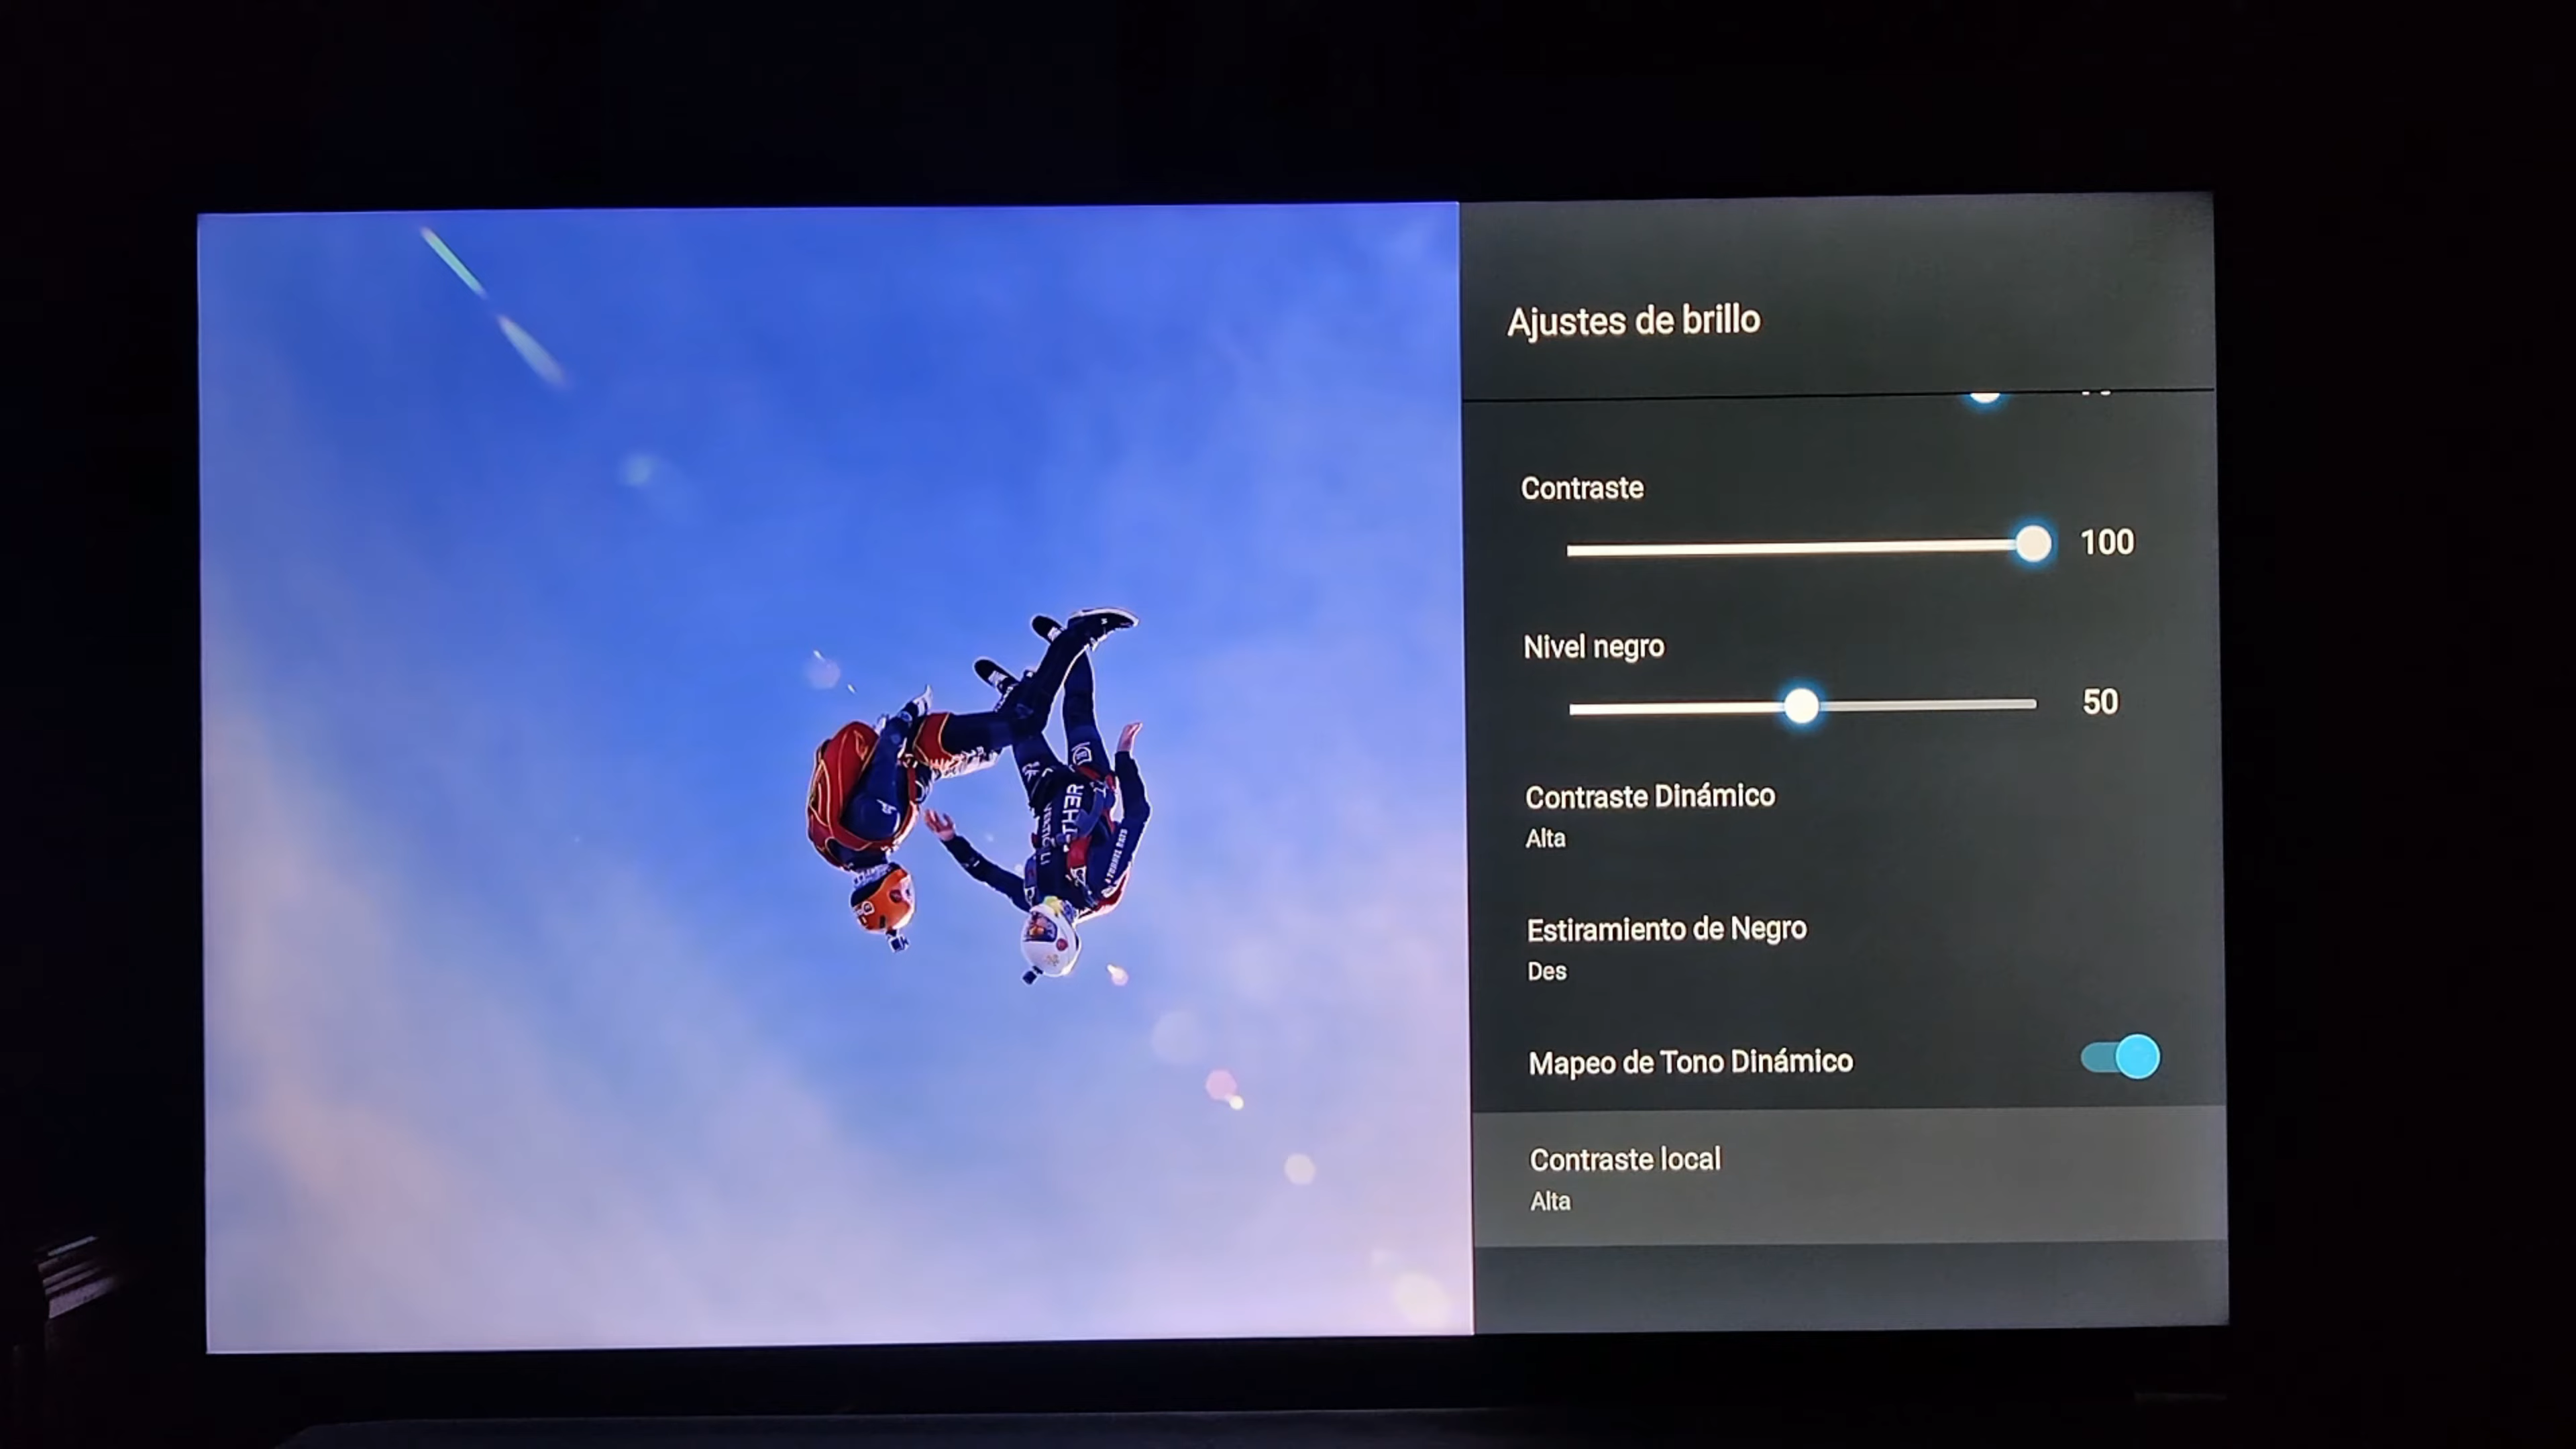 Ajustes de brillo
Contraste
100
Nivel negro
50
Contraste Dinámico
Alta
Estiramiento de Negro
Des
Mapeo de Tono Dinámico
Contraste local
Alta